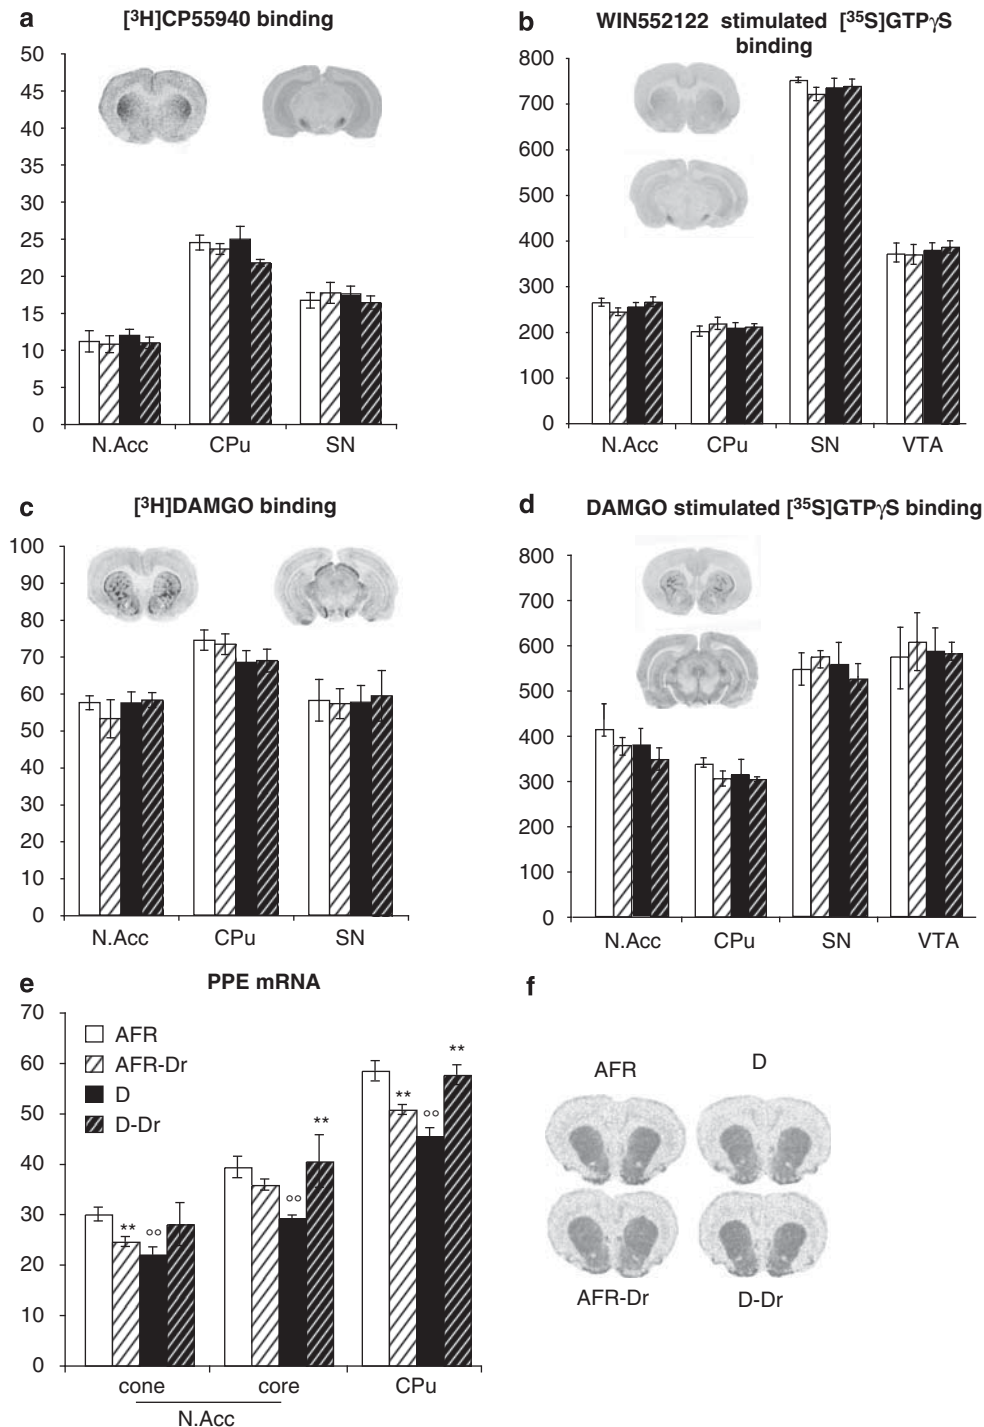 a
[³H]CP55940 binding
50
45
40
35
30
25
20
15
10
5
0
N.Acc CPu SN
b
WIN552122 stimulated [³⁵S]GTPγS
binding
800
700
600
500
400
300
200
100
0
N.Acc CPu SN VTA
c
[³H]DAMGO binding
100
90
80
70
60
50
40
30
20
10
0
N.Acc CPu SN
d
DAMGO stimulated [³⁵S]GTPγS binding
800
700
600
500
400
300
200
100
0
N.Acc CPu SN VTA
e
PPE mRNA
70
60
50
40
30
20
10
0
AFR
AFR-Dr
D
D-Dr
** °° °° ** ** °° **
cone core CPu
N.Acc
f
AFR D
AFR-Dr D-Dr